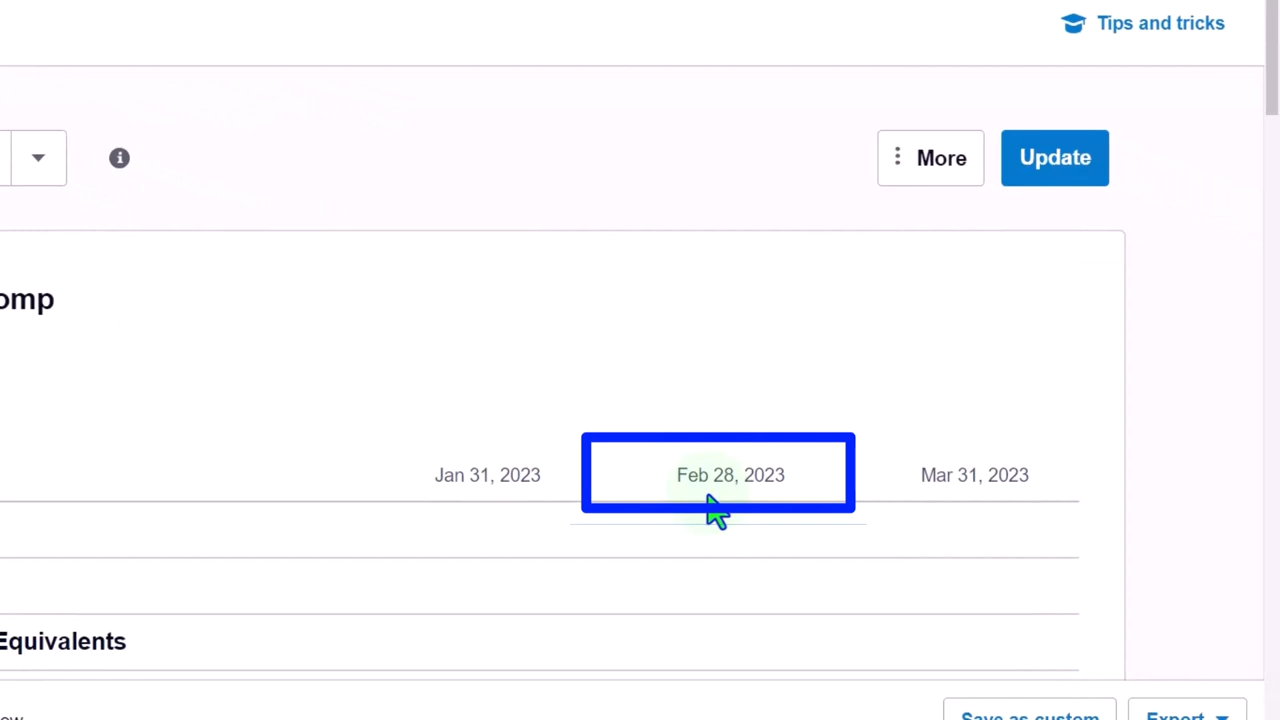 Tips and tricks
More
Update
omp
Jan 31, 2023 Feb 28, 2023 Mar 31, 2023
Equivalents
ow
Save as custom
Export